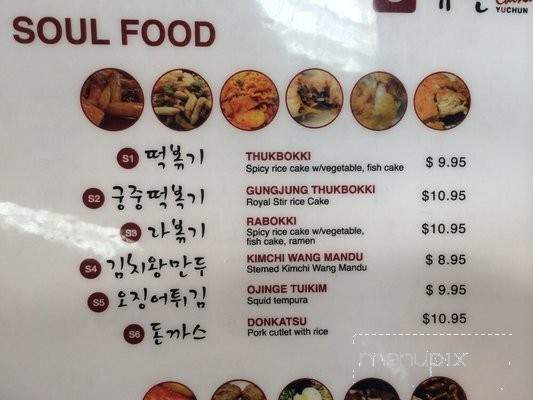 YUCHUN
SOUL FOOD
S1 떡볶기 THUKBOKKI $ 9.95
Spicy rice cake w/vegetable, fish cake
S2 궁중떡볶기 GUNGJUNG THUKBOKKI $10.95
Royal Stir rice Cake
S3 라볶기 RABOKKI $10.95
Spicy rice cake w/vegetable,
fish cake, ramen
S4 김치왕만두 KIMCHI WANG MANDU $ 8.95
Stemed Kimchi Wang Mandu
S5 오징어튀김 OJINGE TUIKIM $ 9.95
Squid tempura
S6 돈까스 DONKATSU $10.95
Pork cutlet with rice
menupix